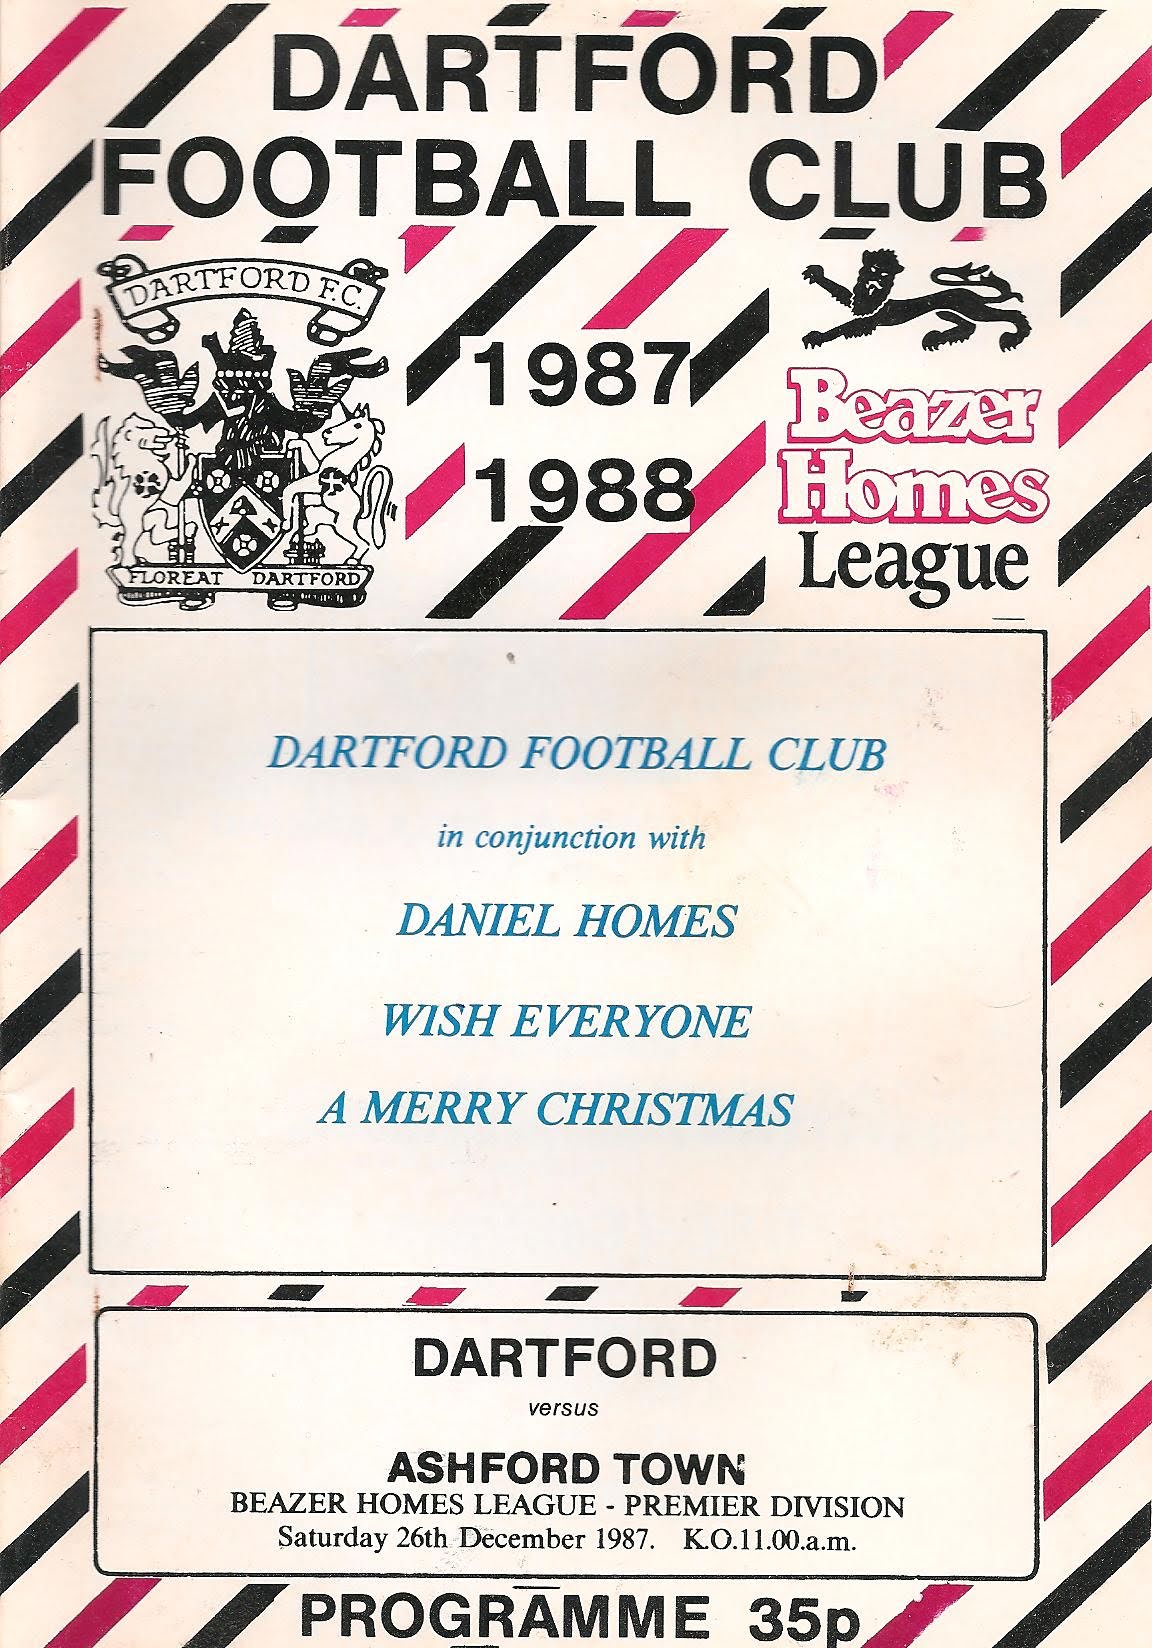 DARTFORD
FOOTBALL CLUB
DARTFORD F.C.
FLOREAT DARTFORD
1987
1988
Beazer
Homes
League
DARTFORD FOOTBALL CLUB
in conjunction with
DANIEL HOMES
WISH EVERYONE
A MERRY CHRISTMAS
DARTFORD
versus
ASHFORD TOWN
BEAZER HOMES LEAGUE - PREMIER DIVISION
Saturday 26th December 1987. K.O.11.00.a.m.
PROGRAMME 35p